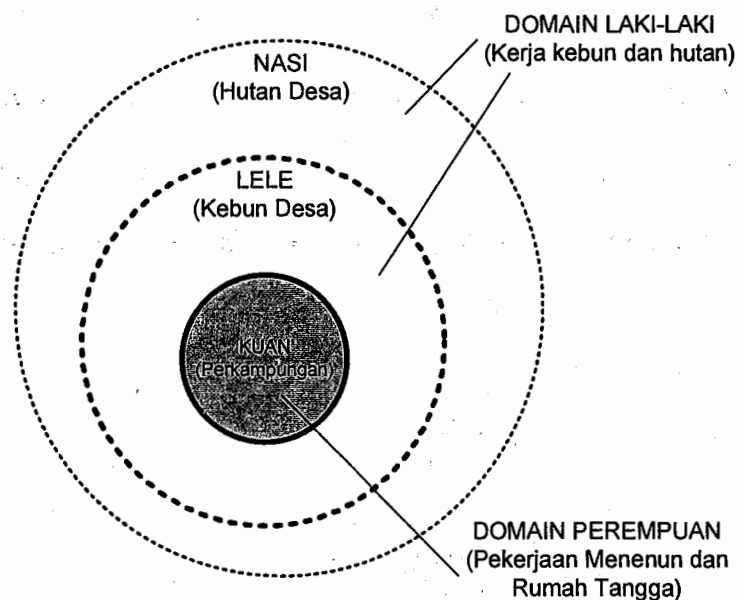 DOMAIN LAKI-LAKI
(Kerja kebun dan hutan)
NASI
(Hutan Desa)
LELE
(Kebun Desa)
KUAN
(Perkampungan)
DOMAIN PEREMPUAN
(Pekerjaan Menenun dan
Rumah Tangga)